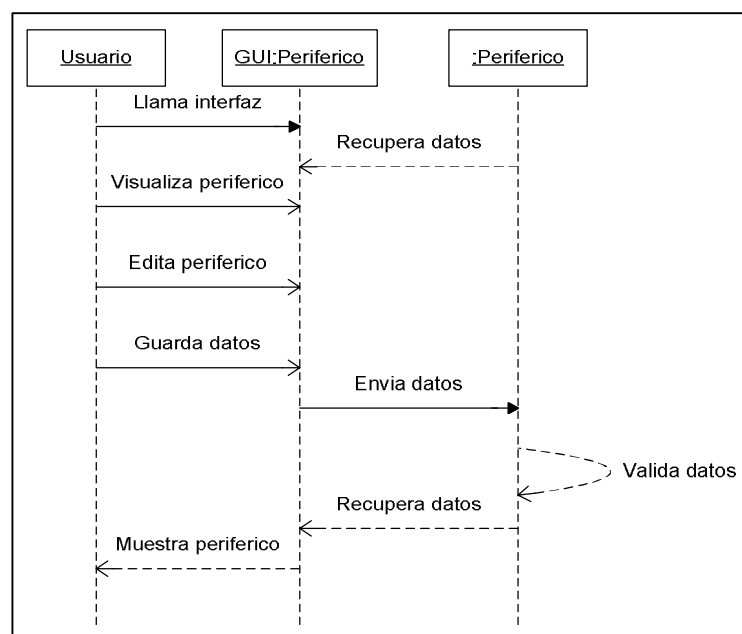 Usuario
GUI:Periferico
:Periferico
Llama interfaz
Recupera datos
Visualiza periferico
Edita periferico
Guarda datos
Envia datos
Valida datos
Recupera datos
Muestra periferico